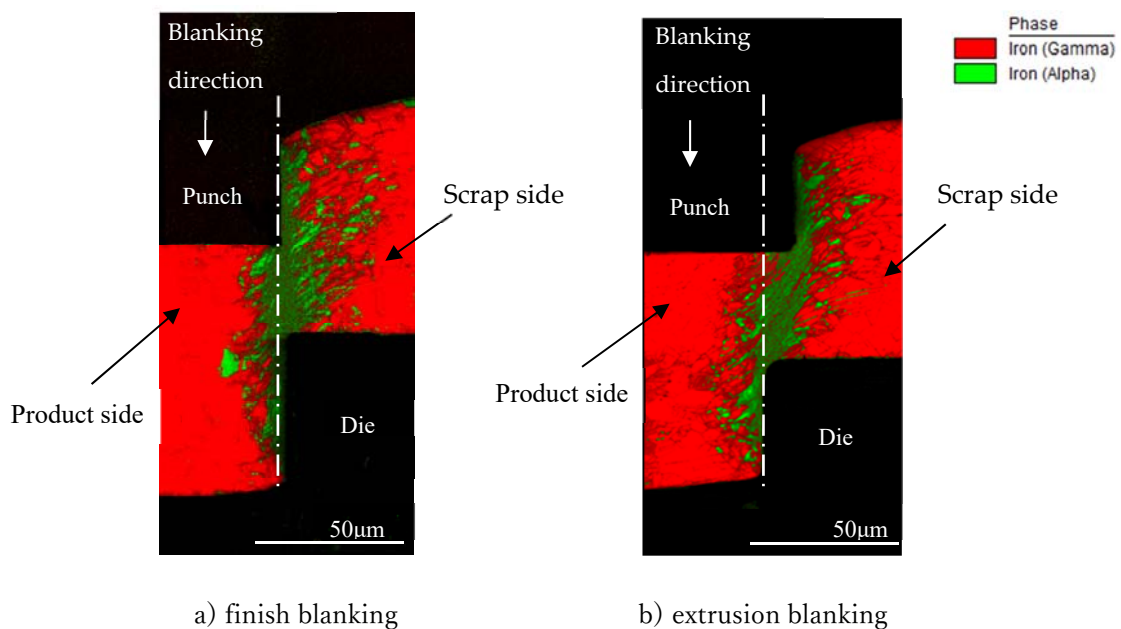 Blanking
direction
Punch
Scrap side
Product side
Die
50μm
a) finish blanking
Blanking
direction
Punch
Scrap side
Product side
Die
50μm
b) extrusion blanking
Phase
Iron (Gamma)
Iron (Alpha)